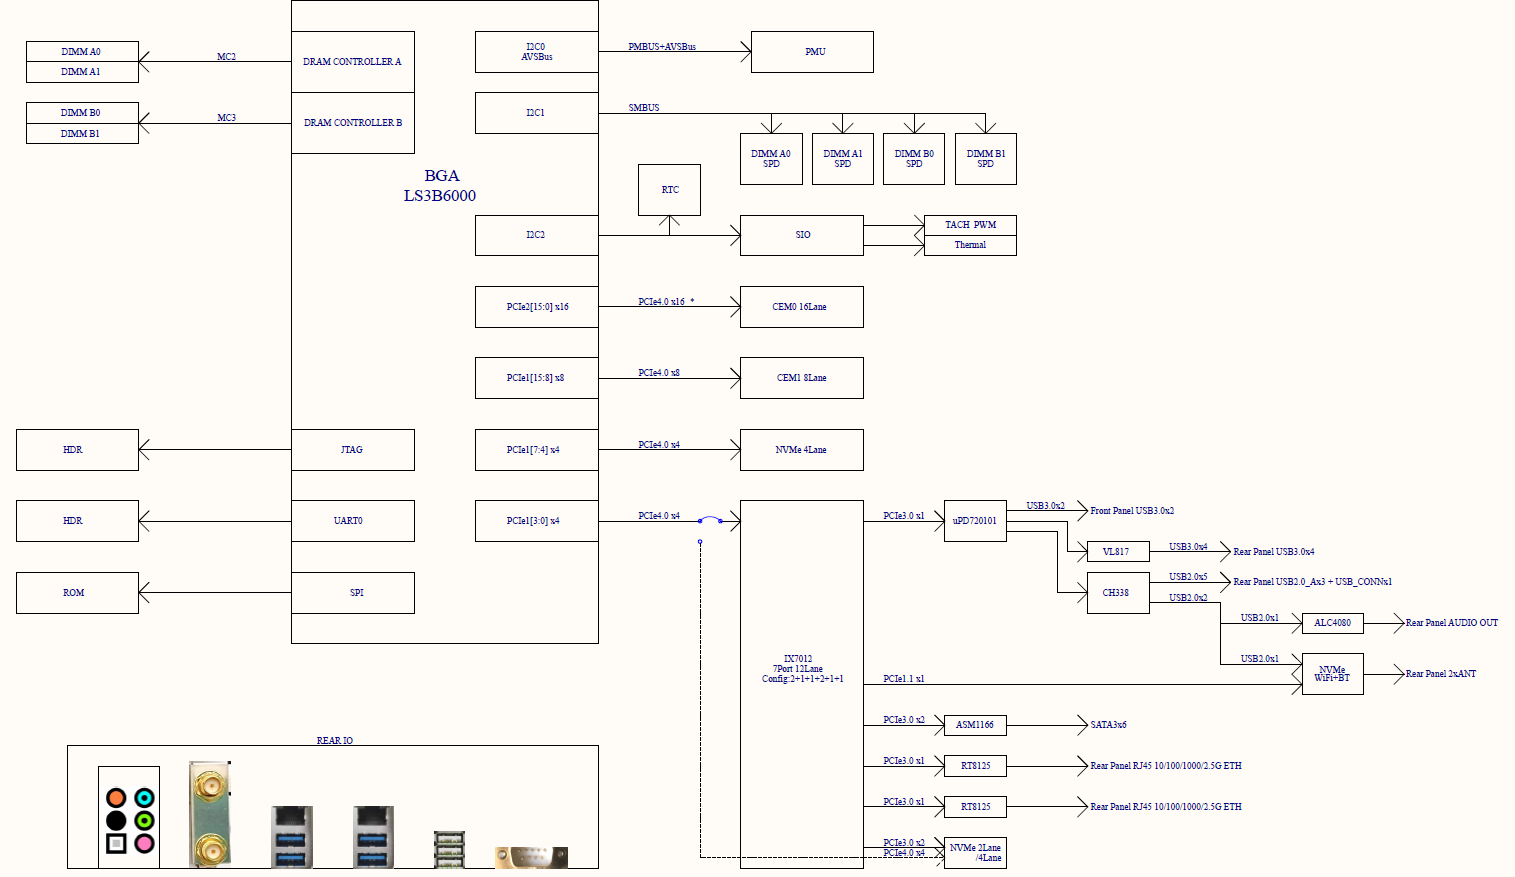 DIMM A0
DIMM A1
MC2
DRAM CONTROLLER A
DIMM B0
DIMM B1
MC3
DRAM CONTROLLER B
BGA
LS3B6000
I2C0
AVSBus
PMBUS+AVSBus
PMU
I2C1
SMBUS
DIMM A0
SPD
DIMM A1
SPD
DIMM B0
SPD
DIMM B1
SPD
RTC
I2C2
SIO
TACH PWM
Thermal
PCIe2[15:0] x16
PCIe4.0 x16 *
CEM0 16Lane
PCIe1[15:8] x8
PCIe4.0 x8
CEM1 8Lane
HDR
JTAG
PCIe1[7:4] x4
PCIe4.0 x4
NVMe 4Lane
HDR
UART0
PCIe1[3:0] x4
PCIe4.0 x4
ROM
SPI
IX7012
7Port 12Lane
Config:2+1+1+2+1+1
PCIe3.0 x1
uPD720101
USB3.0x2
Front Panel USB3.0x2
VL817
USB3.0x4
Rear Panel USB3.0x4
CH338
USB2.0x5
Rear Panel USB2.0_Ax3 + USB_CONNx1
USB2.0x2
USB2.0x1
ALC4080
Rear Panel AUDIO OUT
USB2.0x1
NVMe
WiFi+BT
Rear Panel 2xANT
PCIe1.1 x1
PCIe3.0 x2
ASM1166
SATA3x6
PCIe3.0 x1
RT8125
Rear Panel RJ45 10/100/1000/2.5G ETH
PCIe3.0 x1
RT8125
Rear Panel RJ45 10/100/1000/2.5G ETH
PCIe3.0 x2
PCIe4.0 x4
NVMe 2Lane
/4Lane
REAR IO